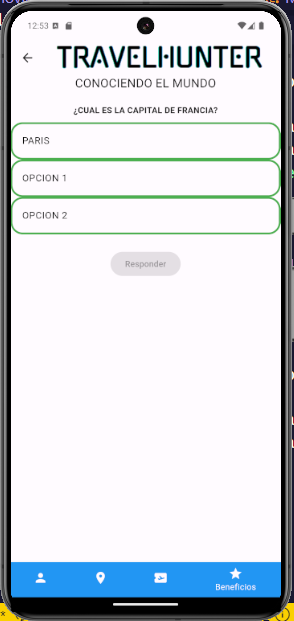 12:53
TRAVELHUNTER
CONOCIENDO EL MUNDO
¿CUAL ES LA CAPITAL DE FRANCIA?
PARIS
OPCION 1
OPCION 2
Responder
Beneficios